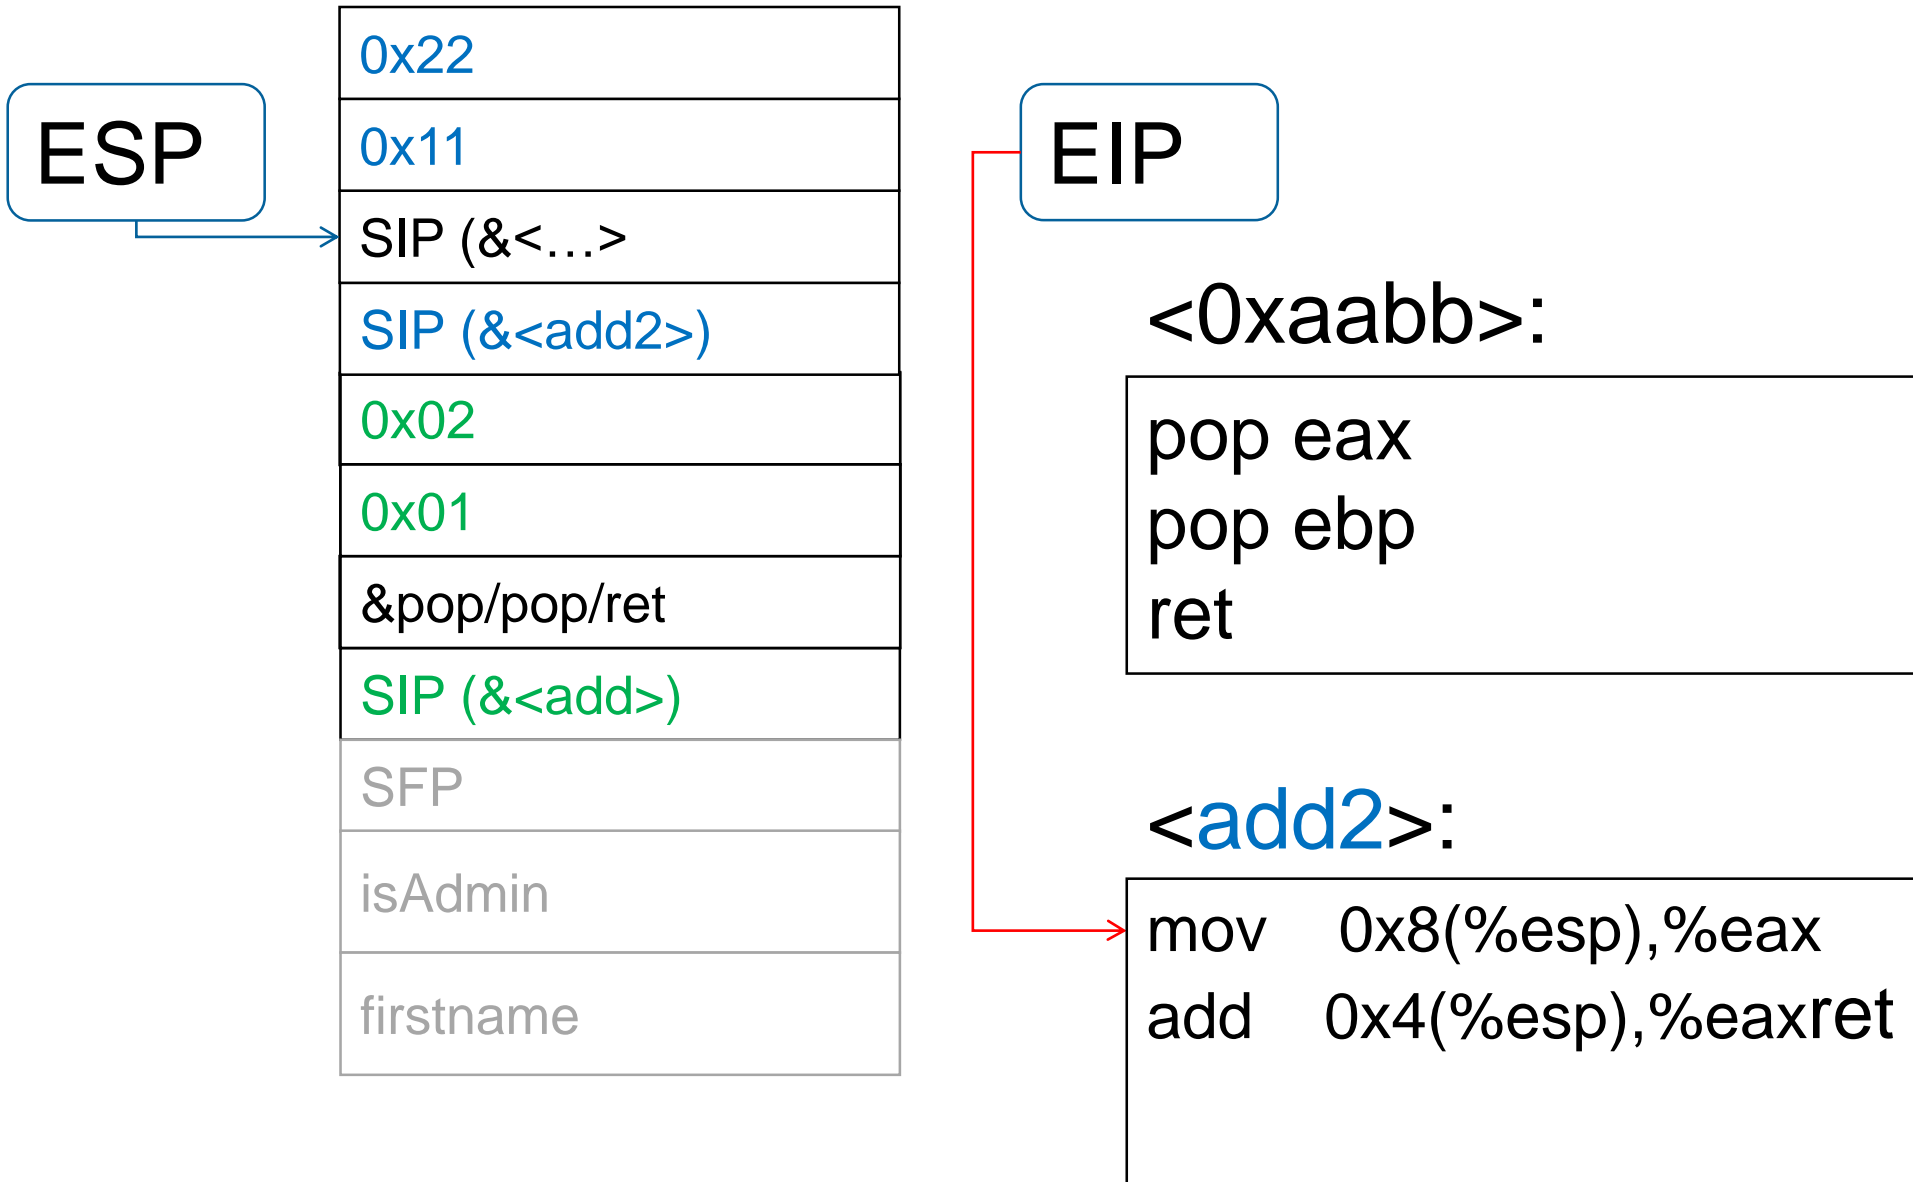 ESP
0x22
0x11
SIP (&<…>
SIP (&<add2>)
0x02
0x01
&pop/pop/ret
SIP (&<add>)
SFP
isAdmin
firstname
EIP
<0xaabb>:
pop eax
pop ebp
ret
<add2>:
mov 0x8(%esp),%eax
add 0x4(%esp),%eaxret